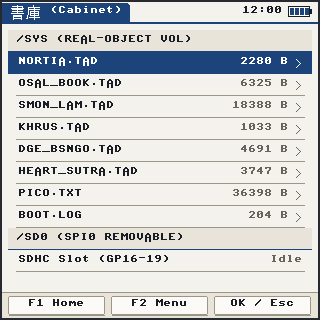 書庫 (Cabinet) 12:00
/SYS (REAL-OBJECT VOL)
NORTIA.TAD 2280 B
OSAL_BOOK.TAD 6325 B
SMON_LAM.TAD 18388 B
KHRUS.TAD 1033 B
DGE_BSNGO.TAD 4691 B
HEART_SUTRA.TAD 3747 B
PICO.TXT 36398 B
BOOT.LOG 204 B
/SD0 (SPI0 REMOVABLE)
SDHC Slot (GP16-19) Idle
F1 Home F2 Menu OK / Esc